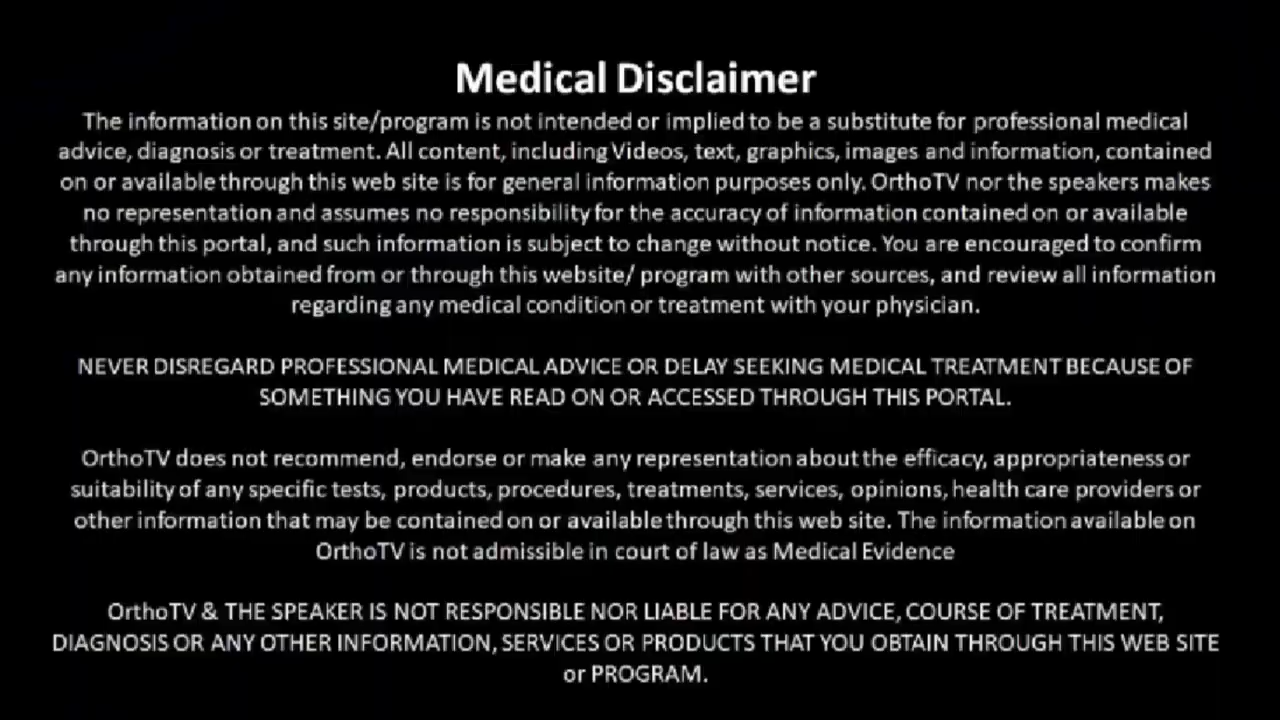 Medical Disclaimer
The information on this site/program is not intended or implied to be a substitute for professional medical
advice, diagnosis or treatment. All content, including Videos, text, graphics, images and information, contained
on or available through this web site is for general information purposes only. OrthoTV nor the speakers makes
no representation and assumes no responsibility for the accuracy of information contained on or available
through this portal, and such information is subject to change without notice. You are encouraged to confirm
any information obtained from or through this website/ program with other sources, and review all information
regarding any medical condition or treatment with your physician.
NEVER DISREGARD PROFESSIONAL MEDICAL ADVICE OR DELAY SEEKING MEDICAL TREATMENT BECAUSE OF
SOMETHING YOU HAVE READ ON OR ACCESSED THROUGH THIS PORTAL.
OrthoTV does not recommend, endorse or make any representation about the efficacy, appropriateness or
suitability of any specific tests, products, procedures, treatments, services, opinions, health care providers or
other information that may be contained on or available through this web site. The information available on
OrthoTV is not admissible in court of law as Medical Evidence
OrthoTV & THE SPEAKER IS NOT RESPONSIBLE NOR LIABLE FOR ANY ADVICE, COURSE OF TREATMENT,
DIAGNOSIS OR ANY OTHER INFORMATION, SERVICES OR PRODUCTS THAT YOU OBTAIN THROUGH THIS WEB SITE
or PROGRAM.